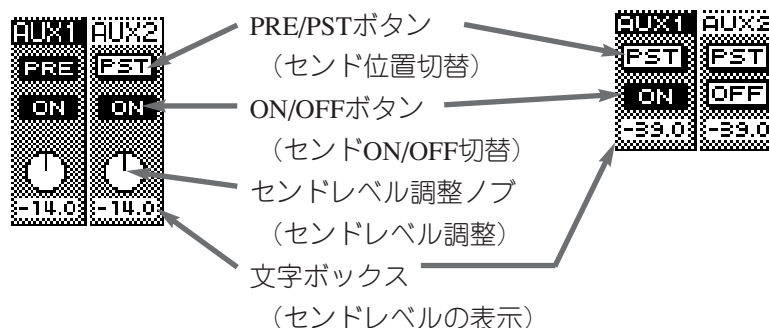 AUX1 AUX2
PRE PST
ON ON
-14.0 -14.0
PRE/PSTボタン
（センド位置切替）
ON/OFFボタン
（センドON/OFF切替）
センドレベル調整ノブ
（センドレベル調整）
文字ボックス
（センドレベルの表示）
AUX1 AUX2
PST PST
ON OFF
-39.0 -39.0